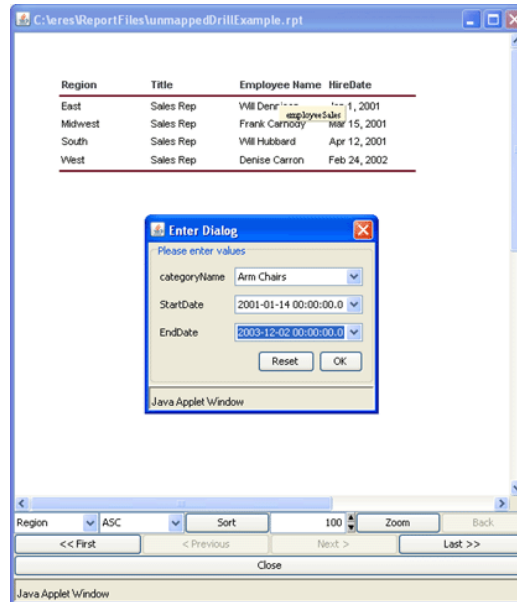 C:\eres\ReportFiles\unmappedDrillExample.rpt
Region Title Employee Name HireDate
East Sales Rep Will 1, 2001
employeeSales
Midwest Sales Rep Frank Carmody Mar 15, 2001
South Sales Rep Will Hubbard Apr 12, 2001
West Sales Rep Denise Carron Feb 24, 2002
Enter Dialog
Please enter values
categoryName Arm Chairs
StartDate 2001-01-14 00:00:00.0
EndDate 2003-12-02 00:00:00.0
Reset OK
Java Applet Window
Region ASC Sort 100 Zoom Back
<< First < Previous Next > Last >>
Close
Java Applet Window